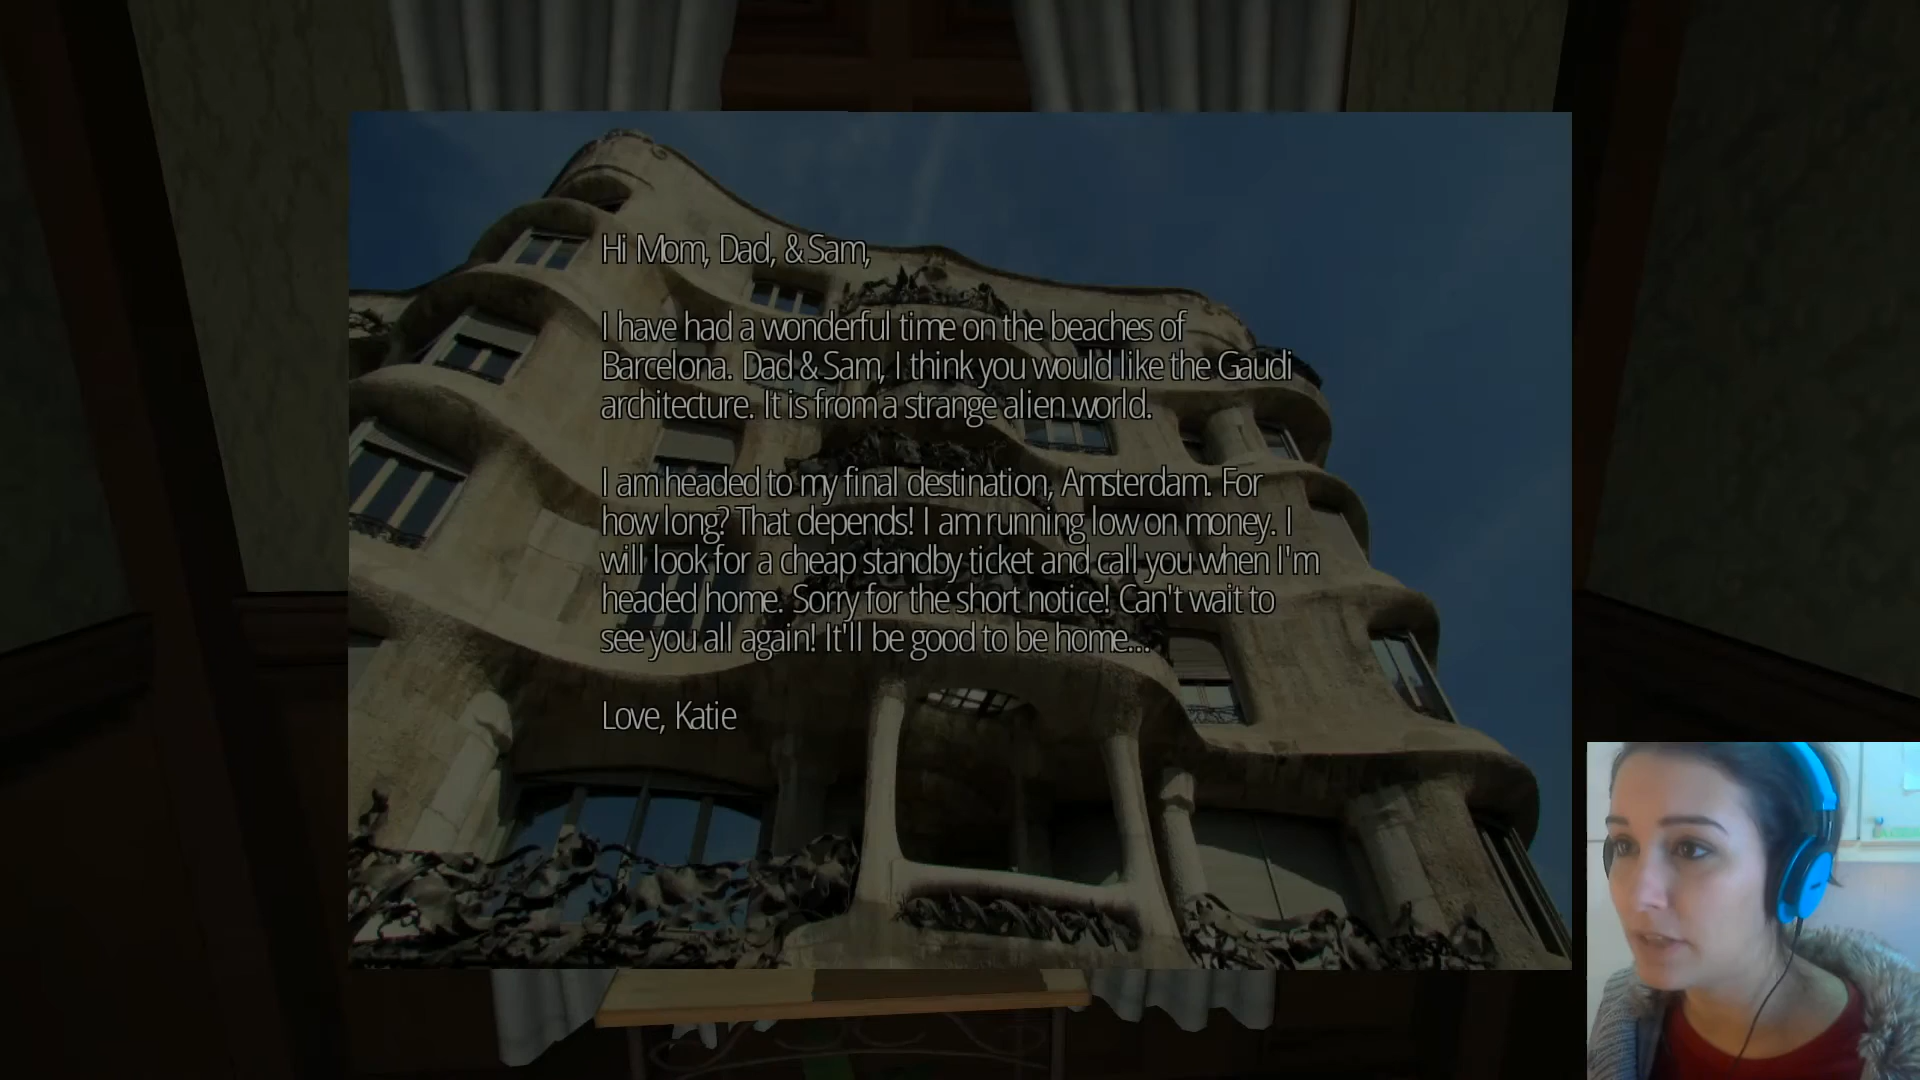 Hi Mom, Dad, & Sam,
I have had a wonderful time on the beaches of
Barcelona. Dad & Sam, I think you would like the Gaudi
architecture. It is from a strange alien world.
I am headed to my final destination, Amsterdam. For
how long? That depends! I am running low on money. I
will look for a cheap standby ticket and call you when I'm
headed home. Sorry for the short notice! Can't wait to
see you all again! It'll be good to be home...
Love, Katie